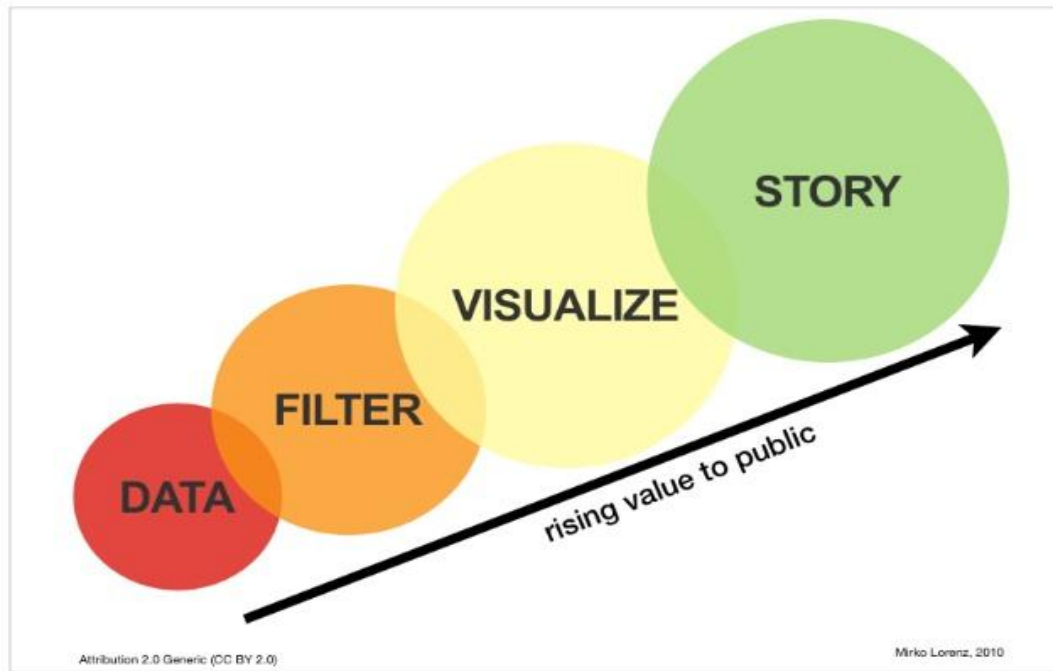 STORY
VISUALIZE
FILTER
DATA
rising value to public
Attribution 2.0 Generic (CC BY 2.0)
Mirko Lorenz, 2010